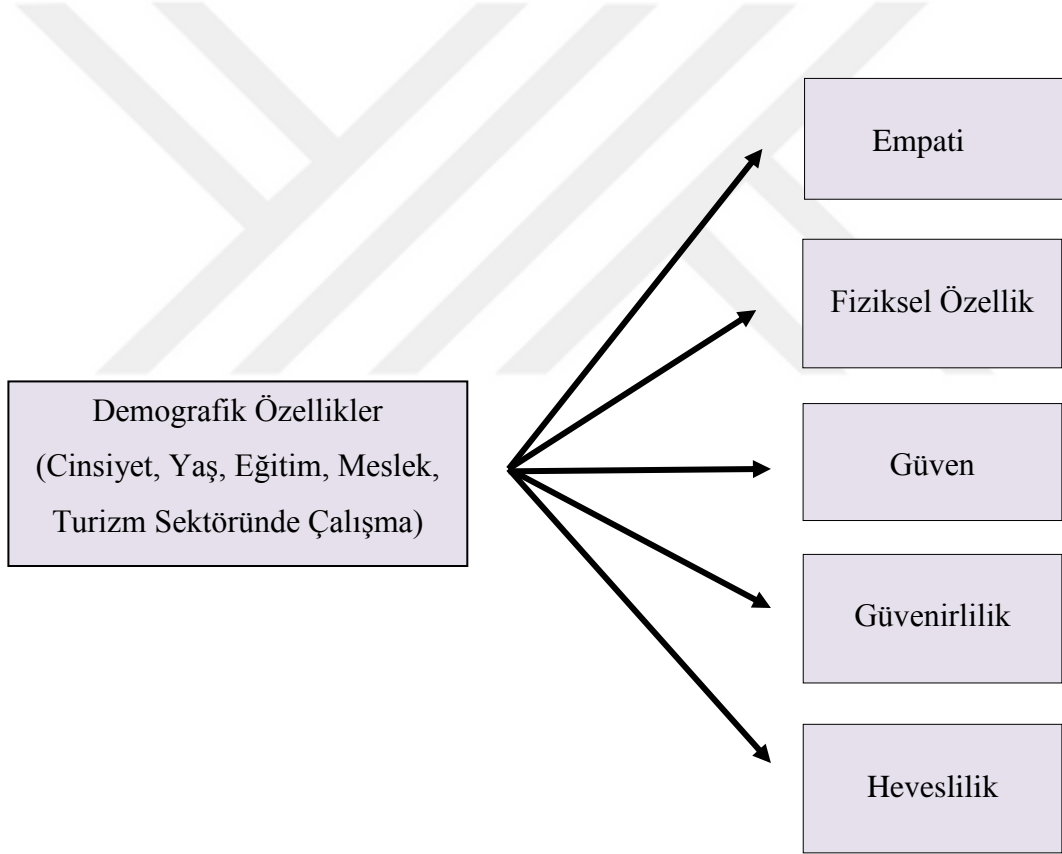 Empati
Fiziksel Özellik
Demografik Özellikler
(Cinsiyet, Yaş, Eğitim, Meslek,
Turizm Sektöründe Çalışma)
Güven
Güvenirlilik
Heveslilik